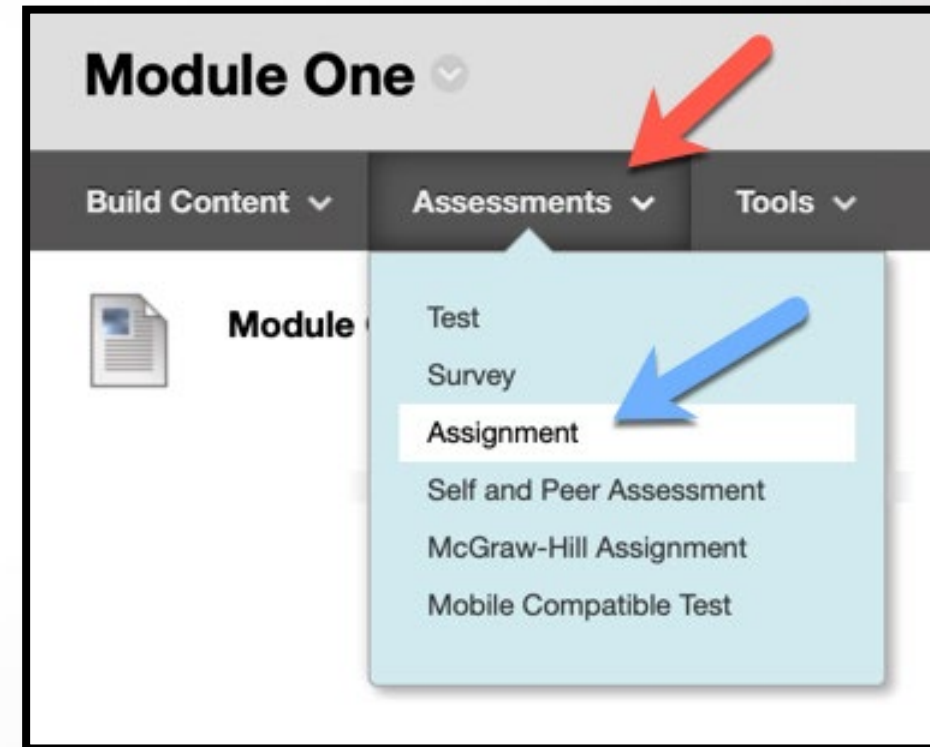 Module One
Build Content Assessments Tools
Module
Test
Survey
Assignment
Self and Peer Assessment
McGraw-Hill Assignment
Mobile Compatible Test